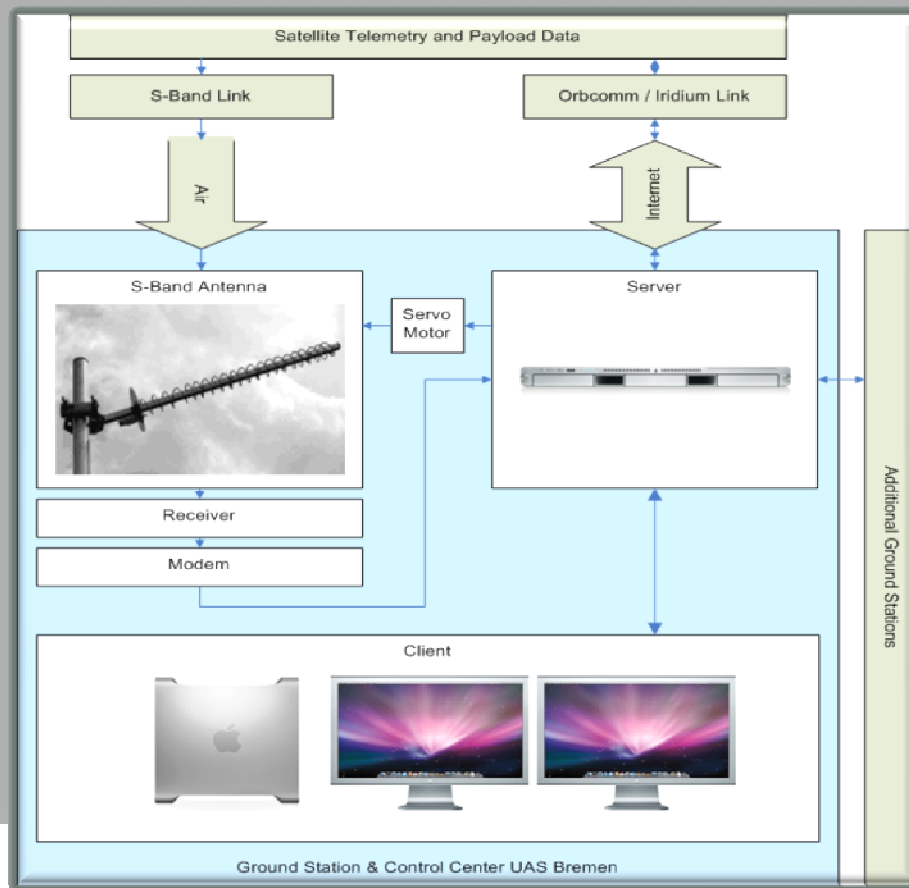 Satellite Telemetry and Payload Data
S-Band Link
Orbcomm / Iridium Link
Air
Internet
S-Band Antenna
Servo
Motor
Server
Receiver
Modem
Additional Ground Stations
Client
Ground Station & Control Center UAS Bremen